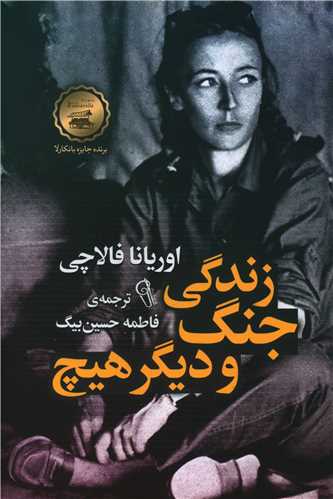 برنده جایزه بانکارلا
اوریانا فالاچی
ترجمه‌ی
فاطمه حسین‌بیگ
زندگی
جنگ
و دیگر هیچ